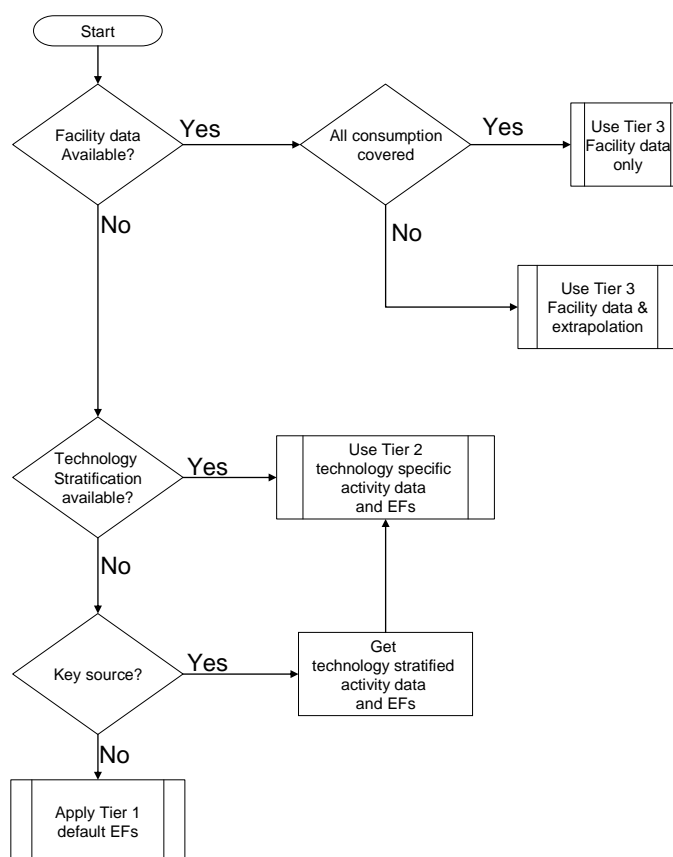 Start
Facility data
Available?
Yes
All consumption
covered
Yes
Use Tier 3
Facility data
only
No
No
Use Tier 3
Facility data &
extrapolation
Technology
Stratification
available?
Yes
Use Tier 2
technology specific
activity data
and EFs
No
Key source?
Yes
Get
technology stratified
activity data
and EFs
No
Apply Tier 1
default EFs